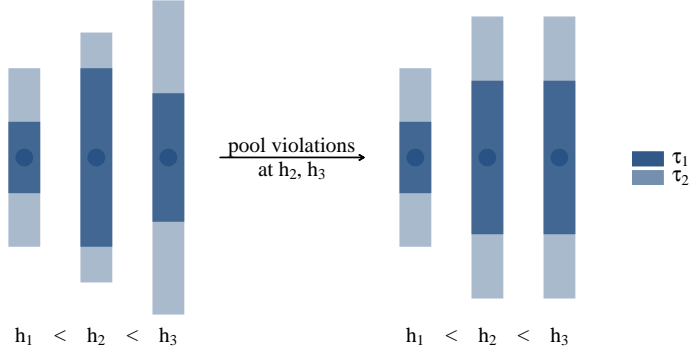 pool violations
at h₂, h₃
τ₁
τ₂
h₁ < h₂ < h₃
h₁ < h₂ < h₃